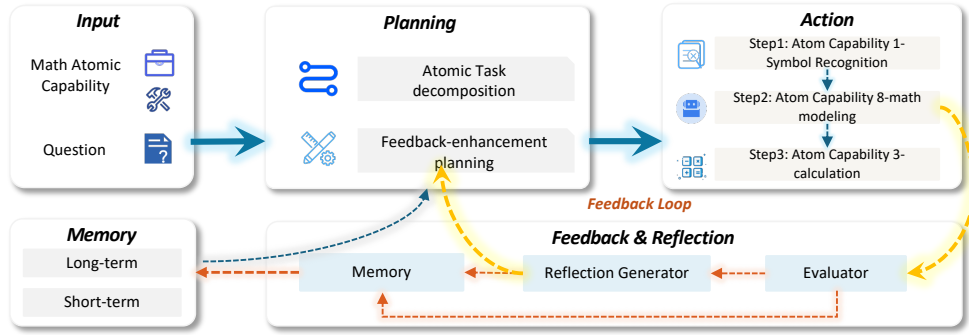 Input
Math Atomic
Capability
Question
Planning
Atomic Task
decomposition
Feedback-enhancement
planning
Action
Step1: Atom Capability 1-
Symbol Recognition
Step2: Atom Capability 8-math
modeling
Step3: Atom Capability 3-
calculation
Feedback Loop
Memory
Long-term
Short-term
Feedback & Reflection
Memory
Reflection Generator
Evaluator